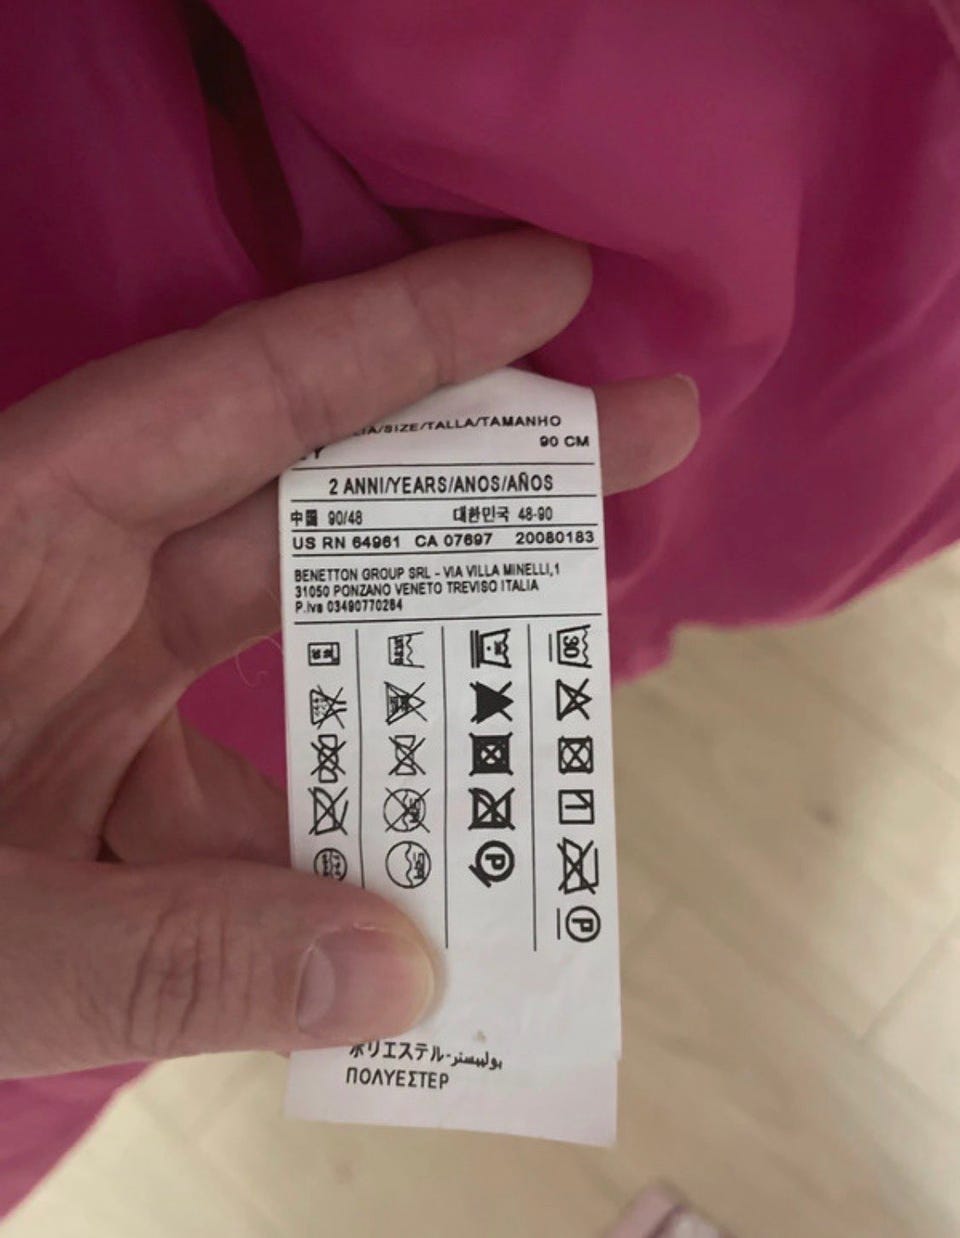 /SIZE/TALLA/TAMANHO
90 CM
2 ANNI/YEARS/ANOS/AÑOS
中國 90/48 대한민국 48-90
US RN 64961 CA 07697 20080183
BENETTON GROUP SRL - VIA VILLA MINELLI,1
31050 PONZANO VENETO TREVISO ITALIA
P.Iva 03490770264
30
P
P
ポリエステル-بوليستر
ΠΟΛΥΕΣΤΕΡ